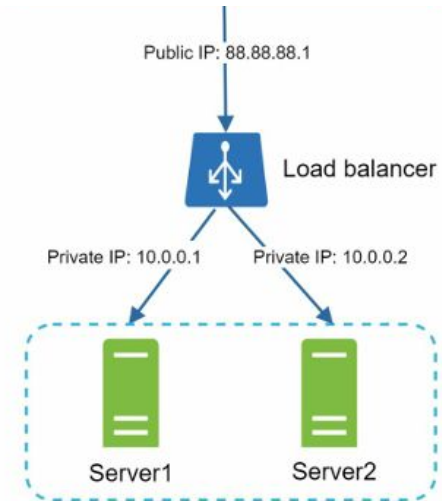 Public IP: 88.88.88.1
Load balancer
Private IP: 10.0.0.1
Private IP: 10.0.0.2
Server1
Server2